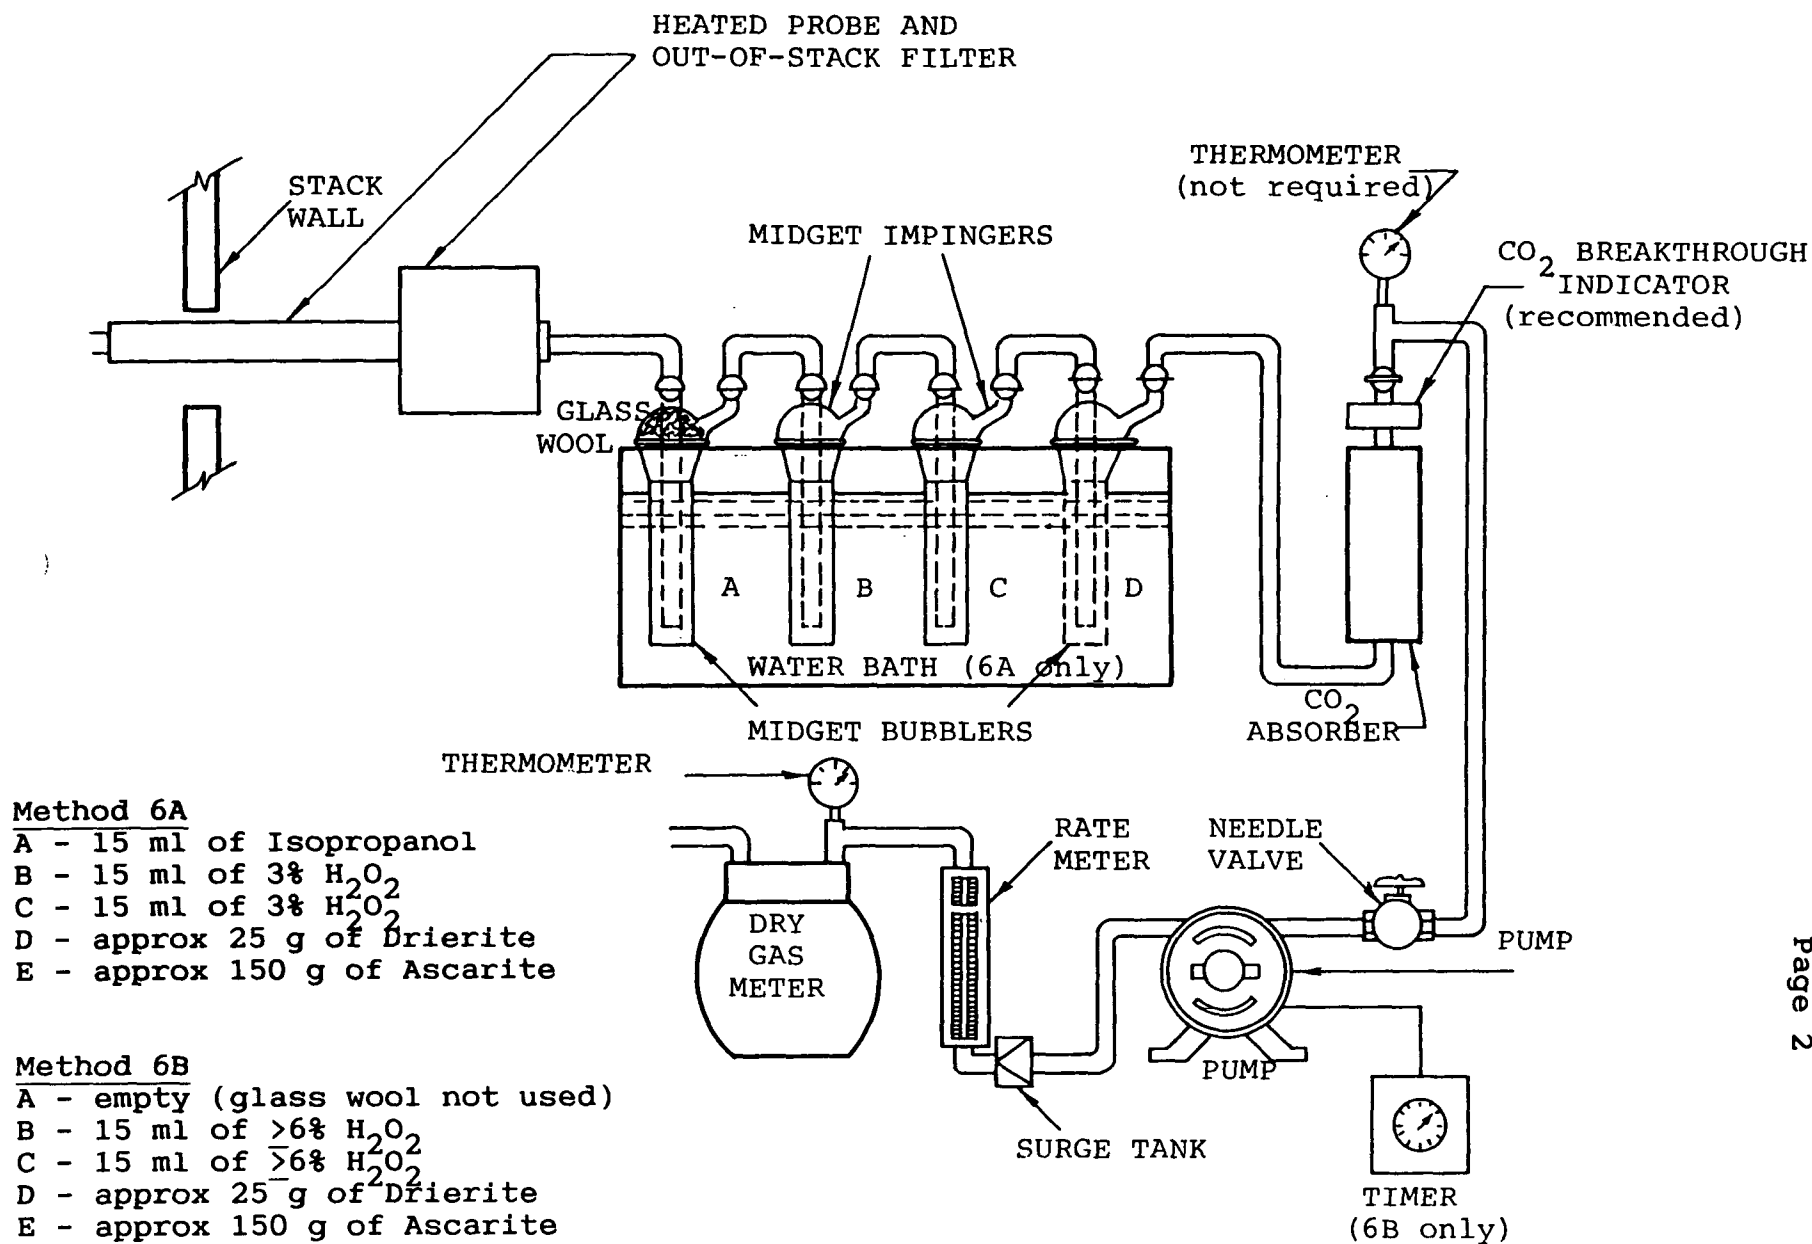 HEATED PROBE AND
OUT-OF-STACK FILTER
THERMOMETER
(not required)
STACK
WALL
MIDGET IMPINGERS
CO2 BREAKTHROUGH
INDICATOR
(recommended)
GLASS
WOOL
A
B
C
D
WATER BATH (6A only)
CO2
ABSORBER
MIDGET BUBBLERS
THERMOMETER
Method 6A
A - 15 ml of Isopropanol
B - 15 ml of 3% H2O2
C - 15 ml of 3% H2O2
D - approx 25 g of Drierite
E - approx 150 g of Ascarite
RATE
METER
NEEDLE
VALVE
DRY
GAS
METER
PUMP
PUMP
Page 2
Method 6B
A - empty (glass wool not used)
B - 15 ml of ≥6% H2O2
C - 15 ml of ≥6% H2O2
D - approx 25 g of Drierite
E - approx 150 g of Ascarite
SURGE TANK
TIMER
(6B only)